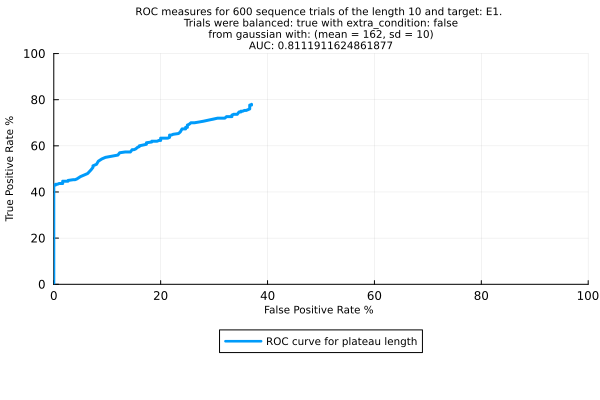 ROC measures for 600 sequence trials of the length 10 and target: E1.
Trials were balanced: true with extra_condition: false
from gaussian with: (mean = 162, sd = 10)
AUC: 0.8111911624861877
100
80
60
40
20
0
True Positive Rate %
0 20 40 60 80 100
False Positive Rate %
ROC curve for plateau length